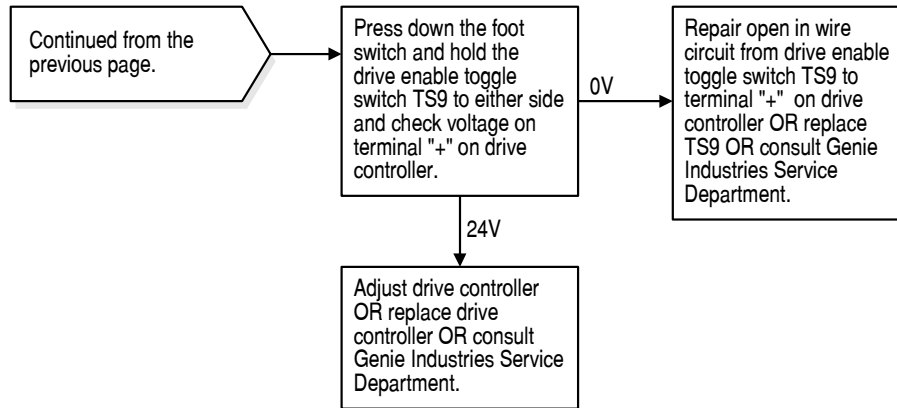 Continued from the
previous page.
Press down the foot
switch and hold the
drive enable toggle
switch TS9 to either side
and check voltage on
terminal "+" on drive
controller.
0V
Repair open in wire
circuit from drive enable
toggle switch TS9 to
terminal "+"  on drive
controller OR replace
TS9 OR consult Genie
Industries Service
Department.
24V
Adjust drive controller
OR replace drive
controller OR consult
Genie Industries Service
Department.